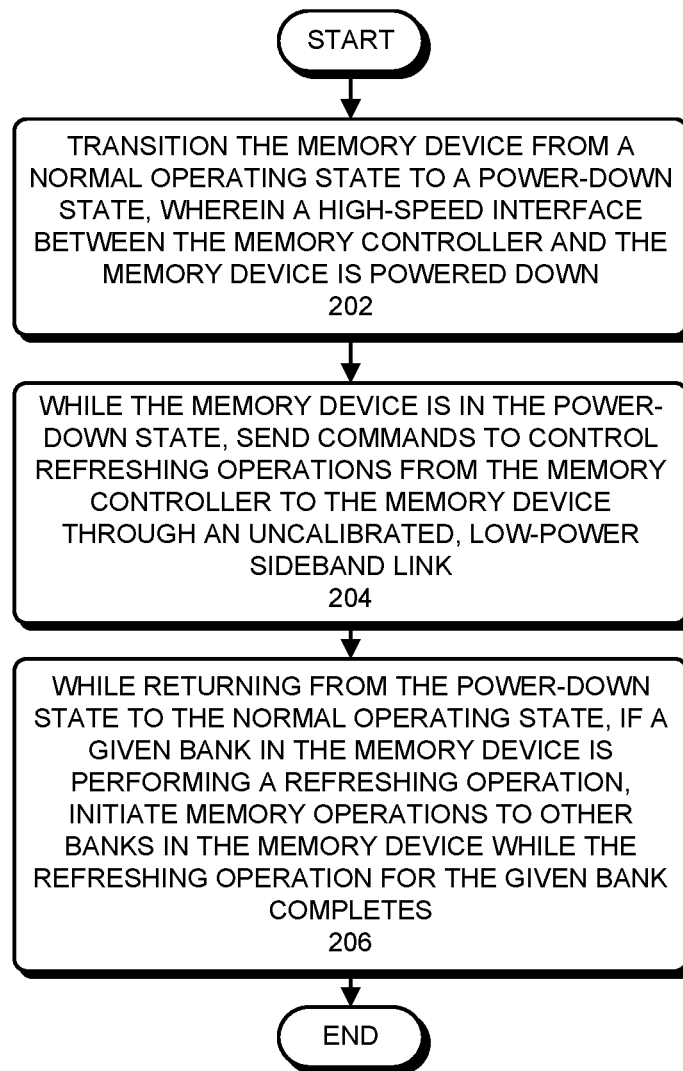 START
TRANSITION THE MEMORY DEVICE FROM A
NORMAL OPERATING STATE TO A POWER-DOWN
STATE, WHEREIN A HIGH-SPEED INTERFACE
BETWEEN THE MEMORY CONTROLLER AND THE
MEMORY DEVICE IS POWERED DOWN
202
WHILE THE MEMORY DEVICE IS IN THE POWER-
DOWN STATE, SEND COMMANDS TO CONTROL
REFRESHING OPERATIONS FROM THE MEMORY
CONTROLLER TO THE MEMORY DEVICE
THROUGH AN UNCALIBRATED, LOW-POWER
SIDEBAND LINK
204
WHILE RETURNING FROM THE POWER-DOWN
STATE TO THE NORMAL OPERATING STATE, IF A
GIVEN BANK IN THE MEMORY DEVICE IS
PERFORMING A REFRESHING OPERATION,
INITIATE MEMORY OPERATIONS TO OTHER
BANKS IN THE MEMORY DEVICE WHILE THE
REFRESHING OPERATION FOR THE GIVEN BANK
COMPLETES
206
END